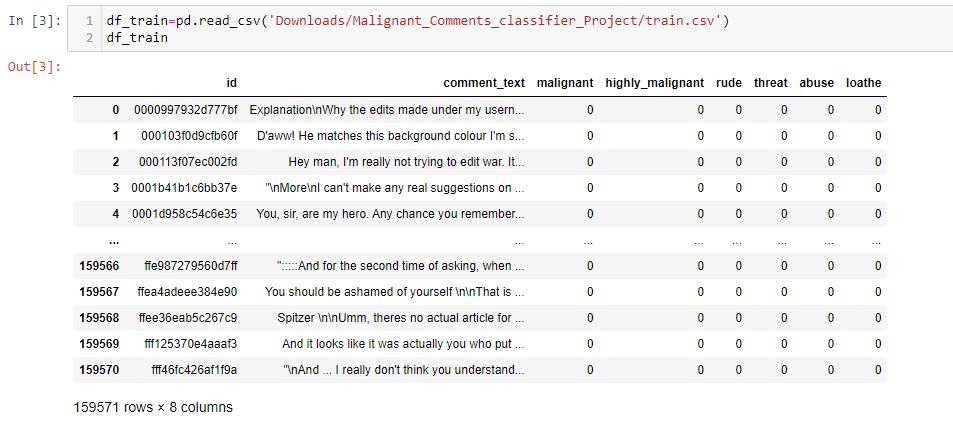 In [3]: 1 df_train=pd.read_csv('Downloads/Malignant_Comments_classifier_Project/train.csv')
2 df_train
Out[3]:
id comment_text malignant highly_malignant rude threat abuse loathe
0 0000997932d777bf Explanation\nWhy the edits made under my usern... 0 0 0 0 0 0
1 000103f0d9cfb60f D'aww! He matches this background colour I'm s... 0 0 0 0 0 0
2 000113f07ec002fd Hey man, I'm really not trying to edit war. It... 0 0 0 0 0 0
3 0001b41b1c6bb37e "\nMore\nI can't make any real suggestions on ... 0 0 0 0 0 0
4 0001d958c54c6e35 You, sir, are my hero. Any chance you remember... 0 0 0 0 0 0
... ... ... ... ... ... ... ... ...
159566 ffe987279560d7ff ":::::And for the second time of asking, when ... 0 0 0 0 0 0
159567 ffea4adeee384e90 You should be ashamed of yourself \n\nThat is ... 0 0 0 0 0 0
159568 ffee36eab5c267c9 Spitzer \n\nUmm, theres no actual article for ... 0 0 0 0 0 0
159569 fff125370e4aaaf3 And it looks like it was actually you who put ... 0 0 0 0 0 0
159570 fff46fc426af1f9a "\nAnd ... I really don't think you understand... 0 0 0 0 0 0
159571 rows × 8 columns